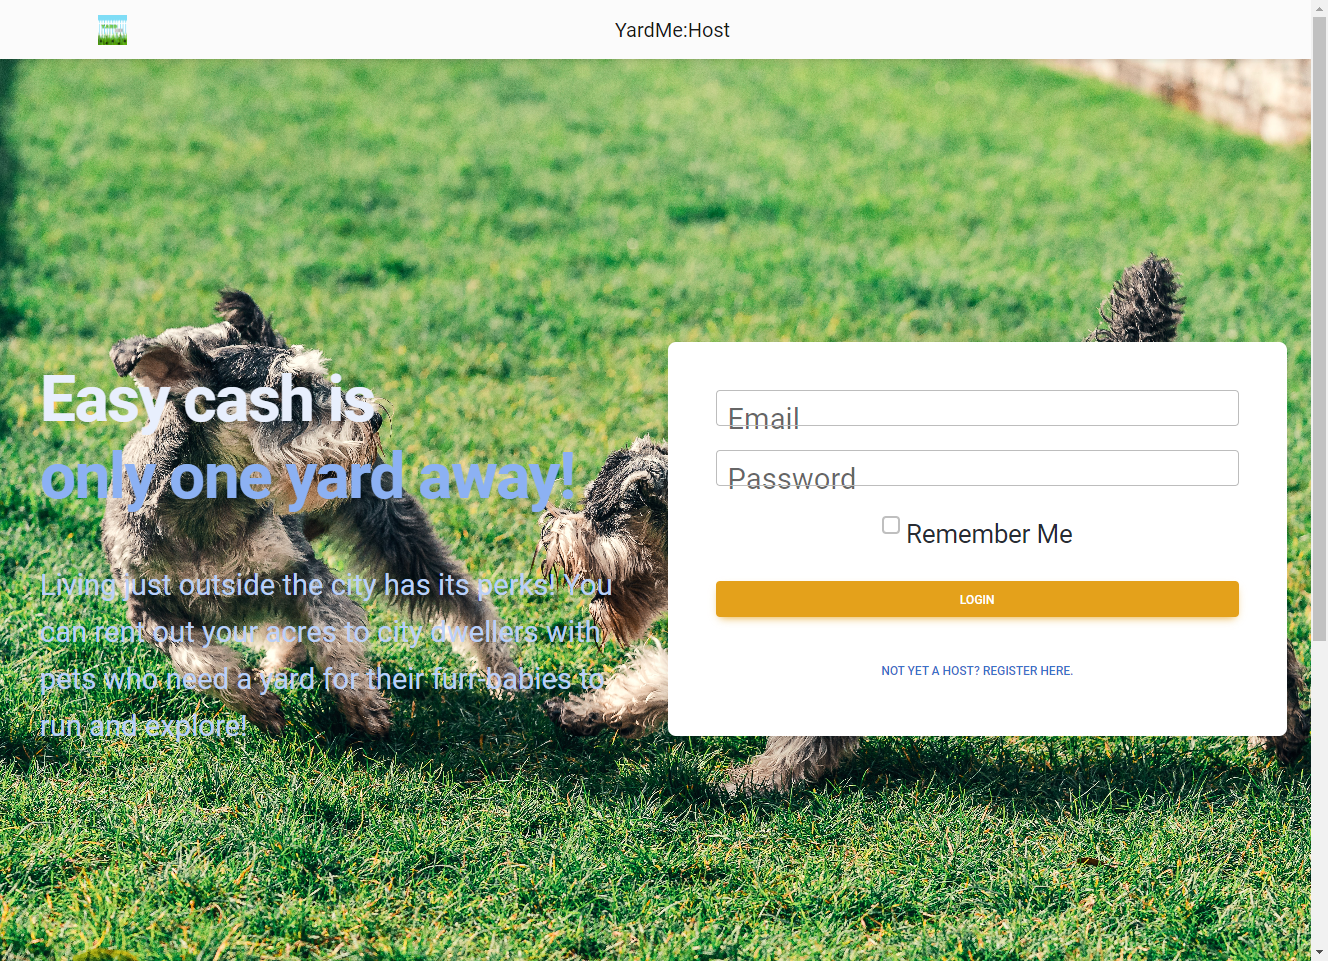 YardMe:Host
Easy cash is
only one yard away!
Living just outside the city has its perks! You
can rent out your acres to city dwellers with
pets who need a yard for their furr-babies to
run and explore!
Email
Password
Remember Me
LOGIN
NOT YET A HOST? REGISTER HERE.